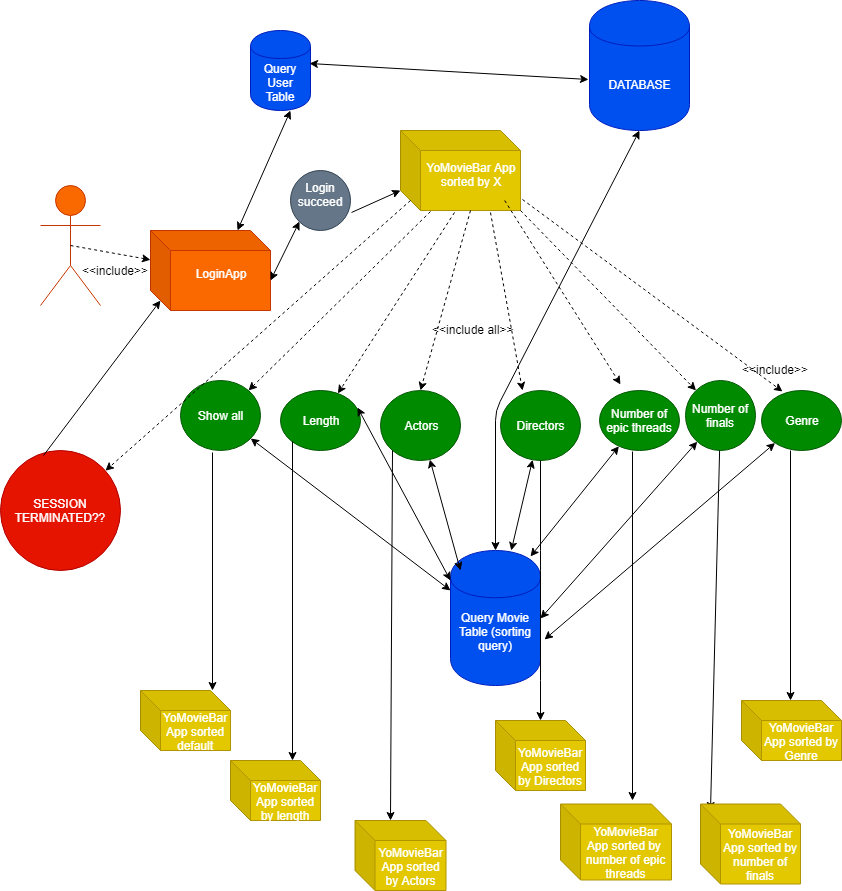 Query
User
Table
DATABASE
YoMovieBar App
sorted by X
Login
succeed
LoginApp
<<include>>
<<include all>>
<<include>>
Show all
Length
Actors
Directors
Number of
epic threads
Number of
finals
Genre
SESSION
TERMINATED??
Query Movie
Table (sorting
query)
YoMovieBar
App sorted
default
YoMovieBar
App sorted
by length
YoMovieBar
App sorted
by Actors
YoMovieBar
App sorted
by Directors
YoMovieBar
App sorted by
number of epic
threads
YoMovieBar
App sorted by
number of
finals
YoMovieBar
App sorted by
Genre